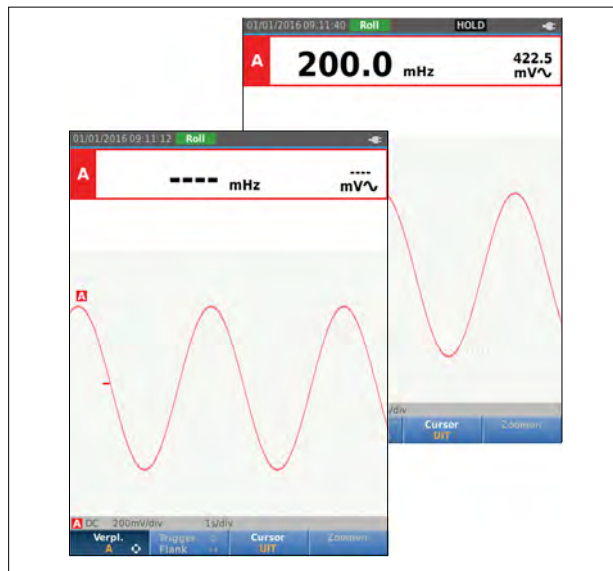 01/01/2016 09:11:40 Roll HOLD
A 200.0 mHz 422.5 mV
/div
Cursor Zoomen
UIT
01/01/2016 09:11:12 Roll
A ---- mHz ---- mV
A
A DC 200mV/div 1s/div
Verpl. Trigger Cursor Zoomen
A Flank UIT